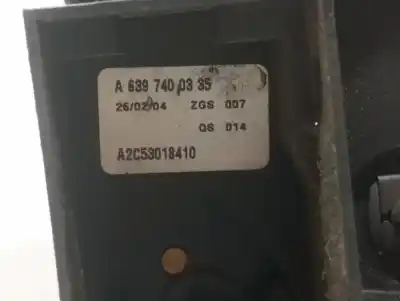 A 639 740 03 35
26/02/04 ZGS 007
QS 014
A2C53018410